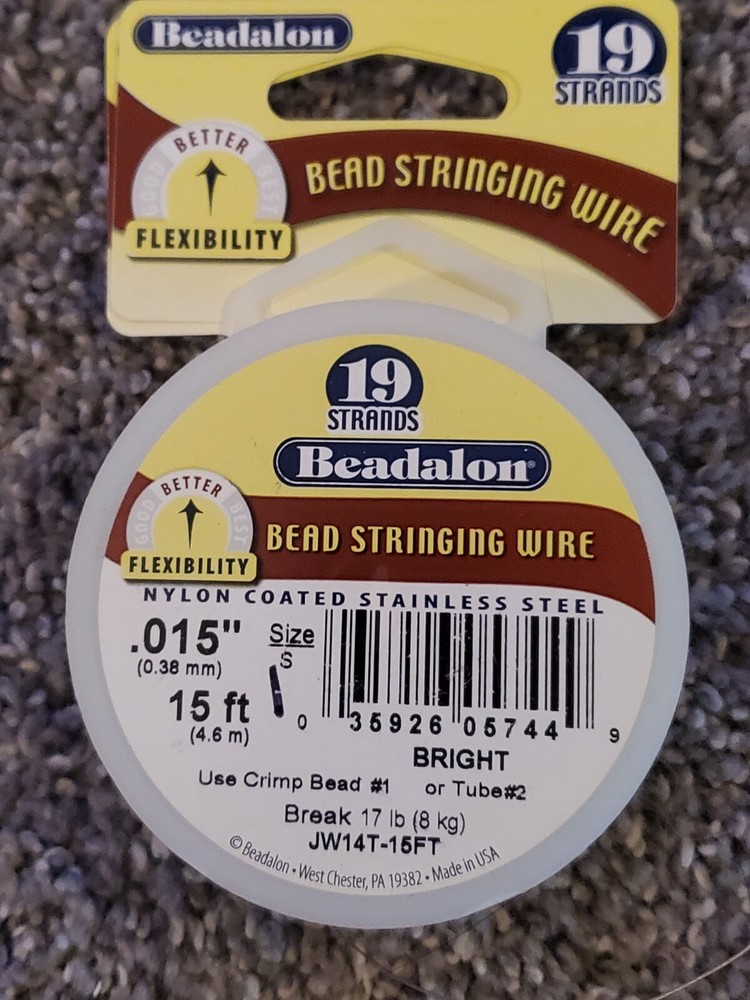 Beadalon
19
STRANDS
GOOD BETTER BEST
FLEXIBILITY
BEAD STRINGING WIRE
19
STRANDS
Beadalon®
GOOD BETTER BEST
FLEXIBILITY
BEAD STRINGING WIRE
NYLON COATED STAINLESS STEEL
.015"
(0.38 mm)
Size
S
15 ft
(4.6 m)
0 35926 05744 9
BRIGHT
Use Crimp Bead #1 or Tube#2
Break 17 lb (8 kg)
JW14T-15FT
© Beadalon • West Chester, PA 19382 • Made in USA